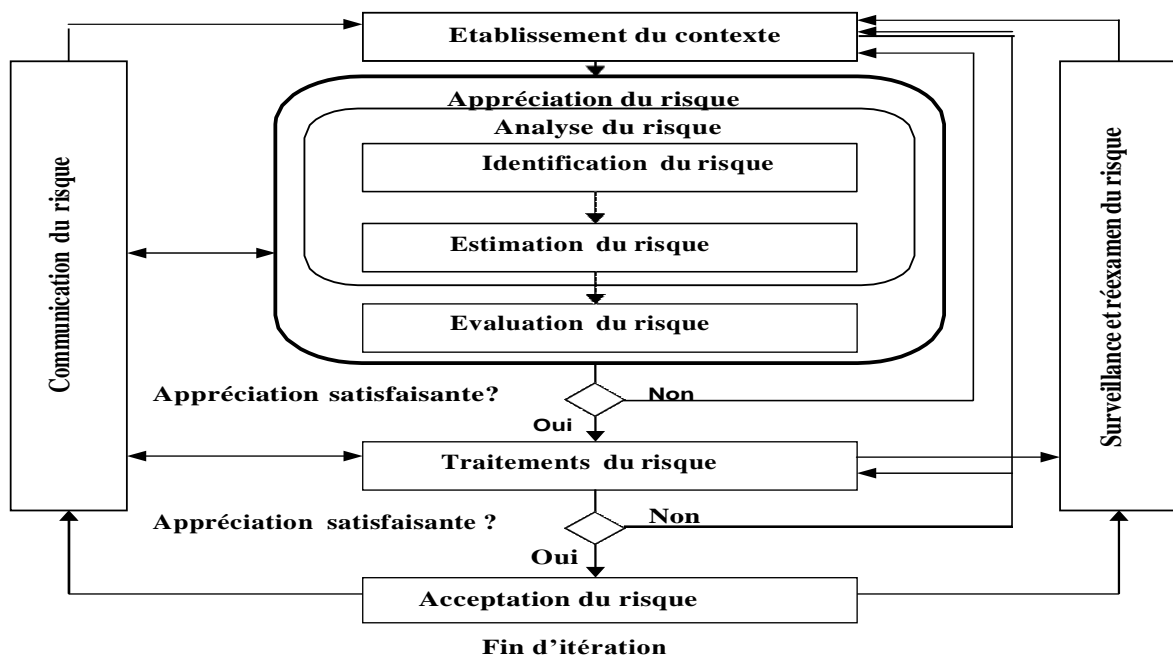 Etablissement du contexte
Appréciation du risque
Analyse du risque
Identification du risque
Estimation du risque
Evaluation du risque
Appréciation satisfaisante?
Non
Oui
Traitements du risque
Appréciation satisfaisante ?
Non
Oui
Acceptation du risque
Fin d'itération
Communication du risque
Surveillance et réexamen du risque